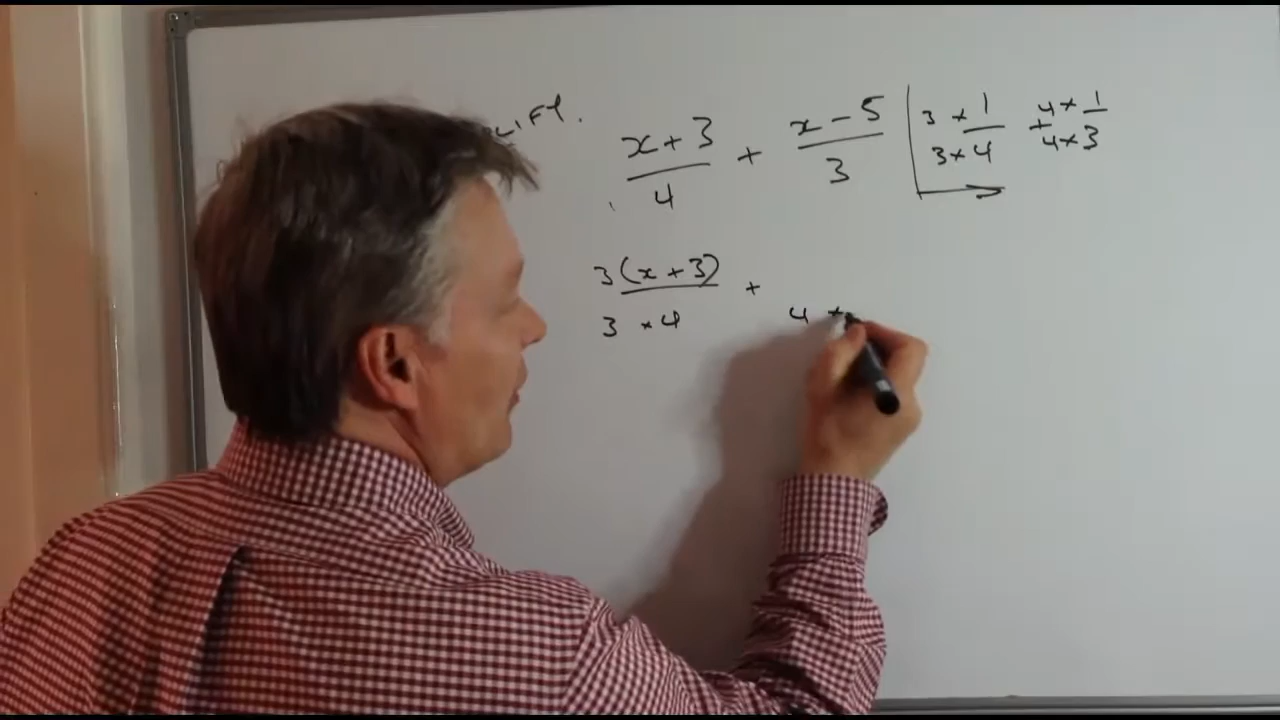 x + 3 / 4 + x - 5 / 3 | 3 × 1 / 3 × 4 + 4 × 1 / 4 × 3
3(x + 3) / 3 × 4 + 4 ×